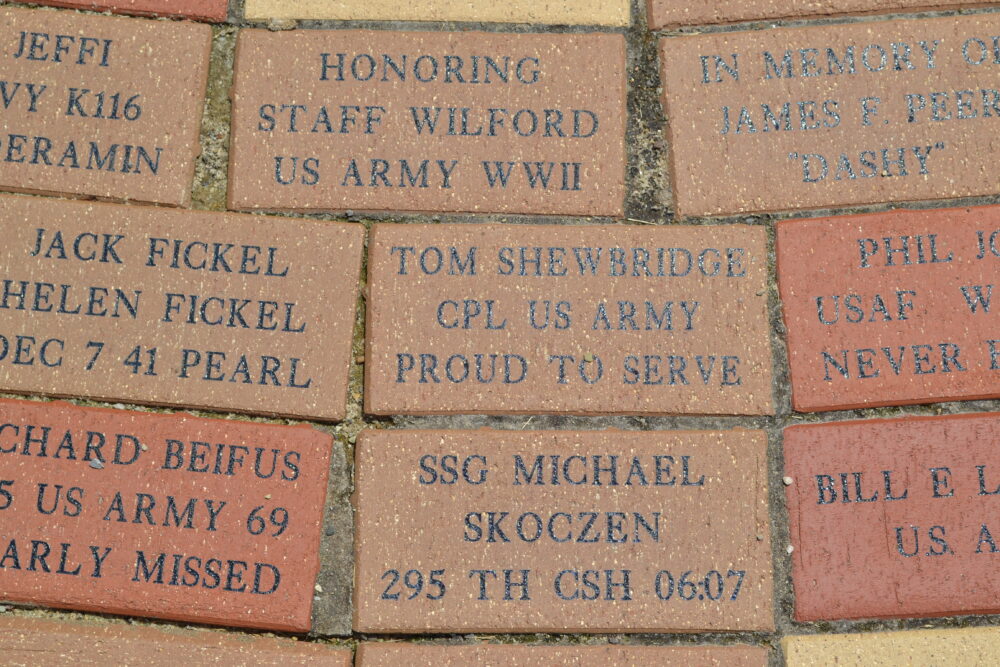 JEFFI
VY K116
ERAMIN
HONORING
STAFF WILFORD
US ARMY WWII
IN MEMORY O
JAMES F. PEER
"DASHY"
JACK FICKEL
HELEN FICKEL
DEC 7 41 PEARL
TOM SHEWBRIDGE
CPL US ARMY
PROUD TO SERVE
PHIL JO
USAF W
NEVER
CHARD BEIFUS
5 US ARMY 69
ARLY MISSED
SSG MICHAEL
SKOCZEN
295 TH CSH 06:07
BILL E L
U.S. A